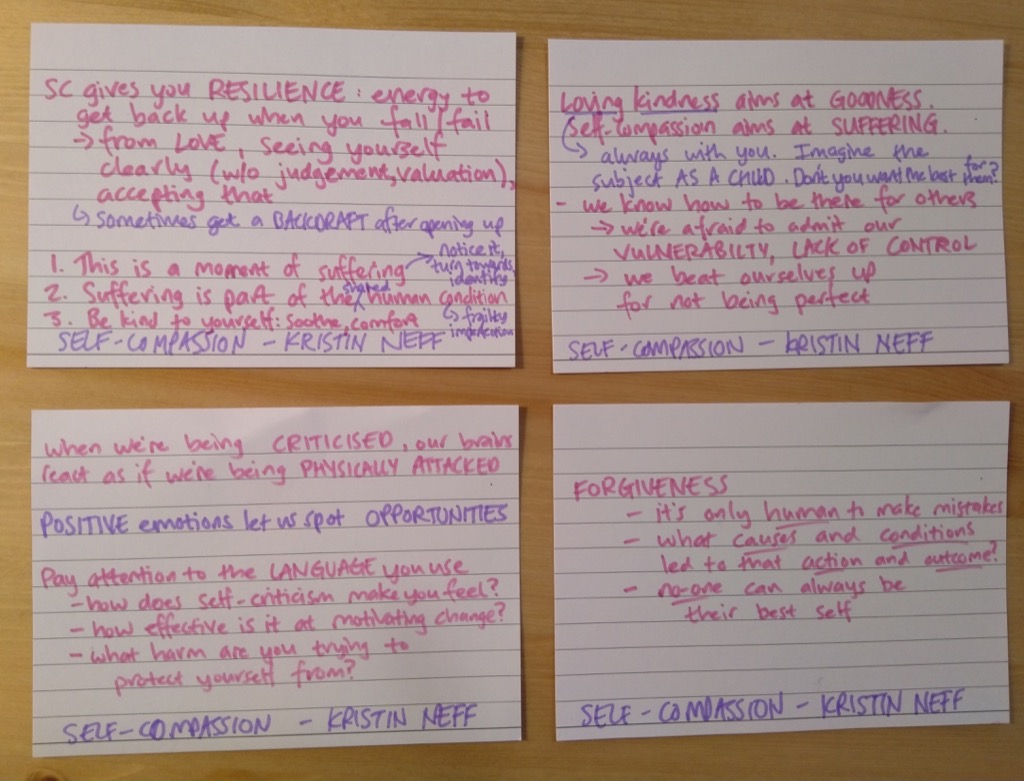 SC gives you RESILIENCE: energy to
get back up when you fall/fail
→ from LOVE, seeing yourself
clearly (w/o judgement, valuation),
accepting that
↳ Sometimes get a BACKDRAFT after opening up
1. This is a moment of suffering → notice it,
turn towards,
identify
2. Suffering is part of the shared human condition
↳ frailty
imperfection
3. Be kind to yourself: soothe, comfort
SELF-COMPASSION - KRISTIN NEFF
Loving kindness aims at GOODNESS.
Self-compassion aims at SUFFERING.
↳ always with you. Imagine the
subject AS A CHILD. Don't you want the best for them?
- we know how to be there for others
→ we're afraid to admit our
VULNERABILTY, LACK OF CONTROL
→ we beat ourselves up
for not being perfect
SELF-COMPASSION - KRISTIN NEFF
When we're being CRITICISED, our brains
react as if we're being PHYSICALLY ATTACKED
POSITIVE emotions let us spot OPPORTUNITIES
Pay attention to the LANGUAGE you use
- how does self-criticism make you feel?
- how effective is it at motivating change?
- what harm are you trying to
protect yourself from?
SELF-COMPASSION - KRISTIN NEFF
FORGIVENESS
- it's only human to make mistakes
- what causes and conditions
led to that action and outcome?
- no-one can always be
their best self
SELF-COMPASSION - KRISTIN NEFF